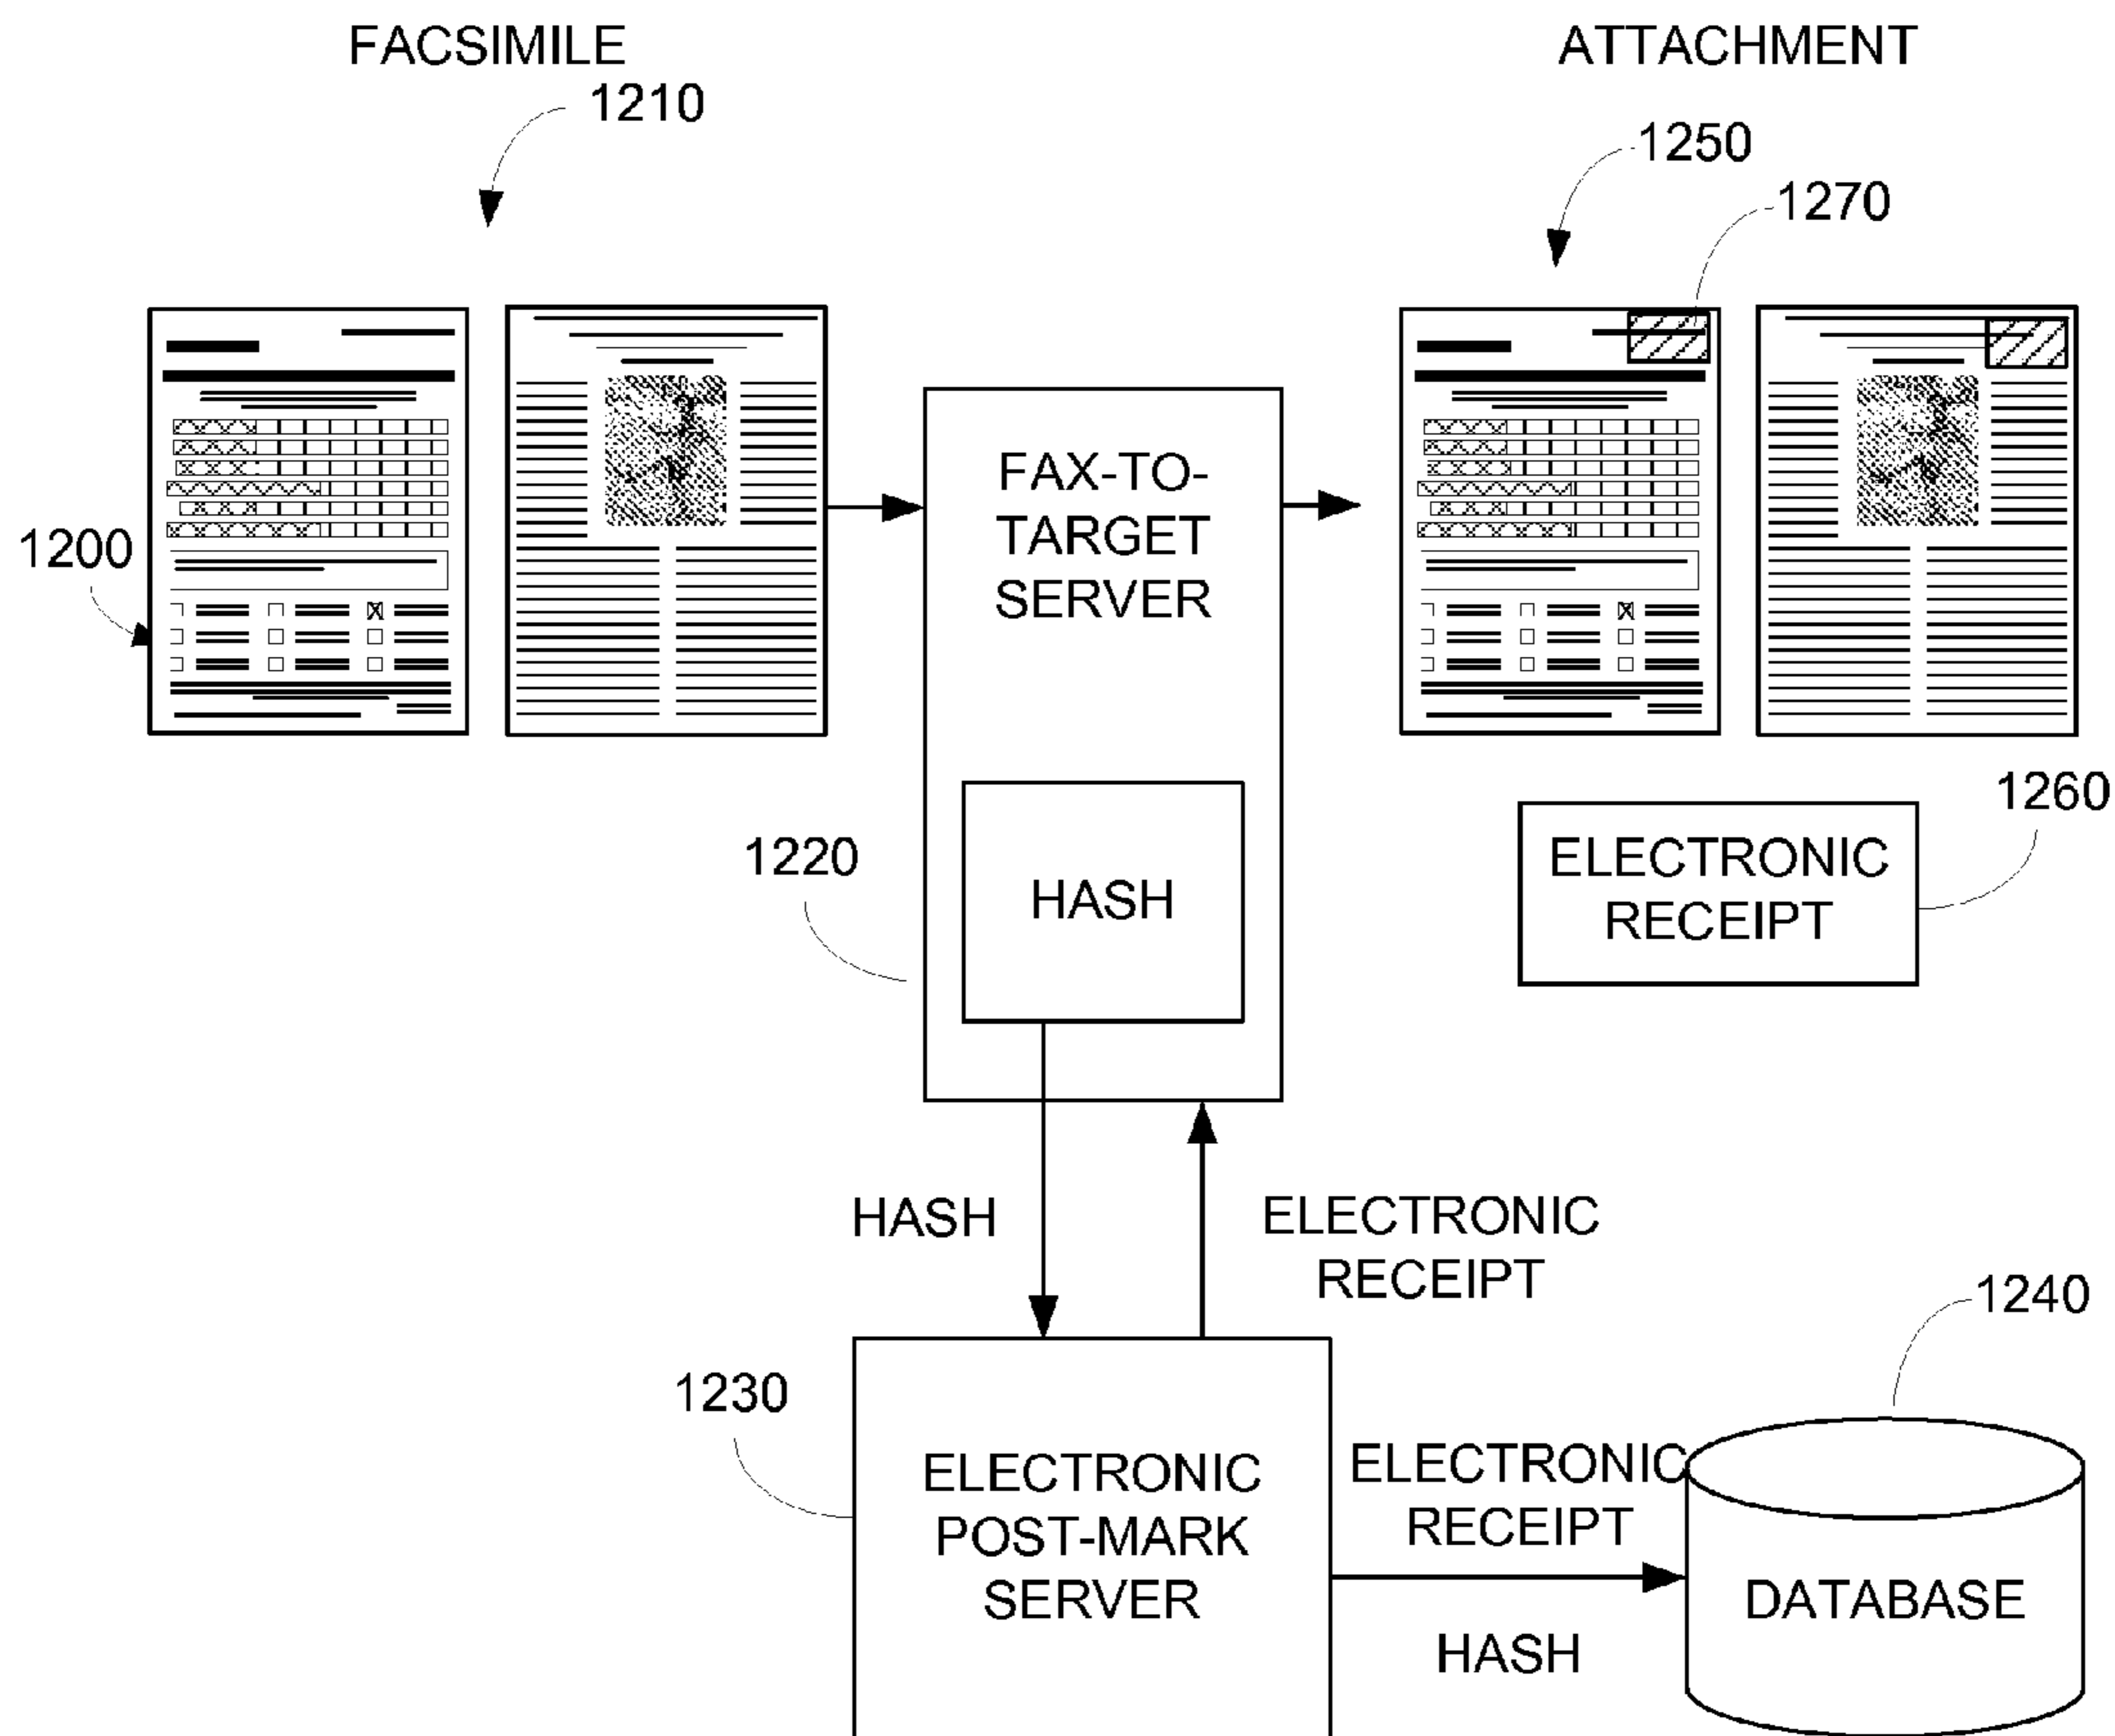 FACSIMILE
1210
ATTACHMENT
1250
1270
1200
FAX-TO-
TARGET
SERVER
1220
HASH
1260
ELECTRONIC
RECEIPT
HASH
ELECTRONIC
RECEIPT
1240
1230
ELECTRONIC
POST-MARK
SERVER
ELECTRONIC
RECEIPT
HASH
DATABASE